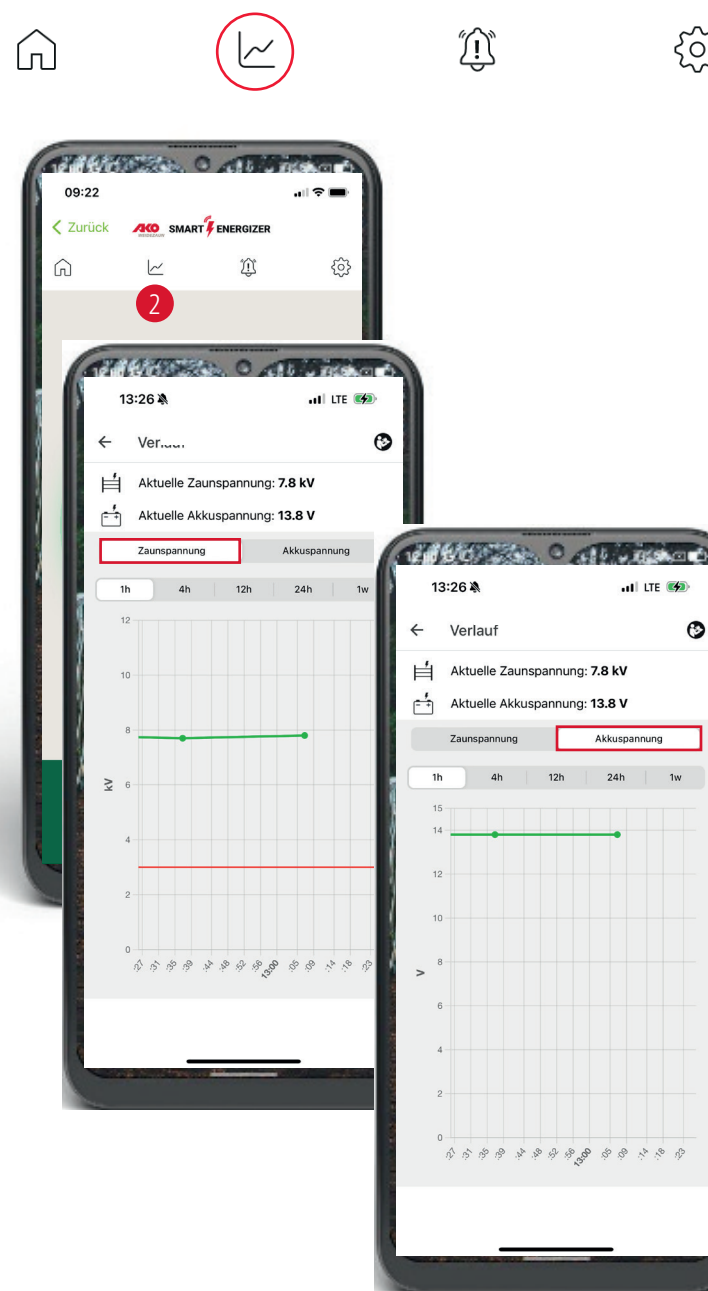 09:22
Zurück
AKO
SMART ENERGIZER
2
13:26
LTE
Aktuelle Zaunspannung: 7.8 kV
Aktuelle Akkuspannung: 13.8 V
Zaunspannung Akkuspannung
1h 4h 12h 24h 1w
12
10
8
6
4
2
0
kV
:27 :31 :35 :39 :44 :48 :52 :56 13:00 :05 :09 :14 :18 :23
13:26
LTE
Verlauf
Aktuelle Zaunspannung: 7.8 kV
Aktuelle Akkuspannung: 13.8 V
Zaunspannung Akkuspannung
1h 4h 12h 24h 1w
15
14
12
10
8
6
4
2
0
V
:27 :31 :35 :39 :44 :48 :52 :56 13:00 :05 :09 :14 :18 :23